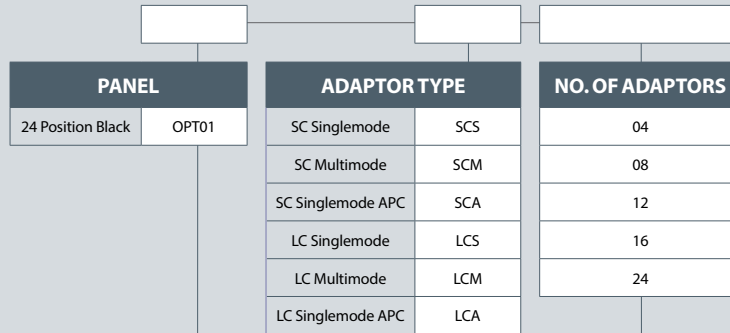 PANEL
24 Position Black OPT01
ADAPTOR TYPE
SC Singlemode SCS
SC Multimode SCM
SC Singlemode APC SCA
LC Singlemode LCS
LC Multimode LCM
LC Singlemode APC LCA
NO. OF ADAPTORS
04
08
12
16
24